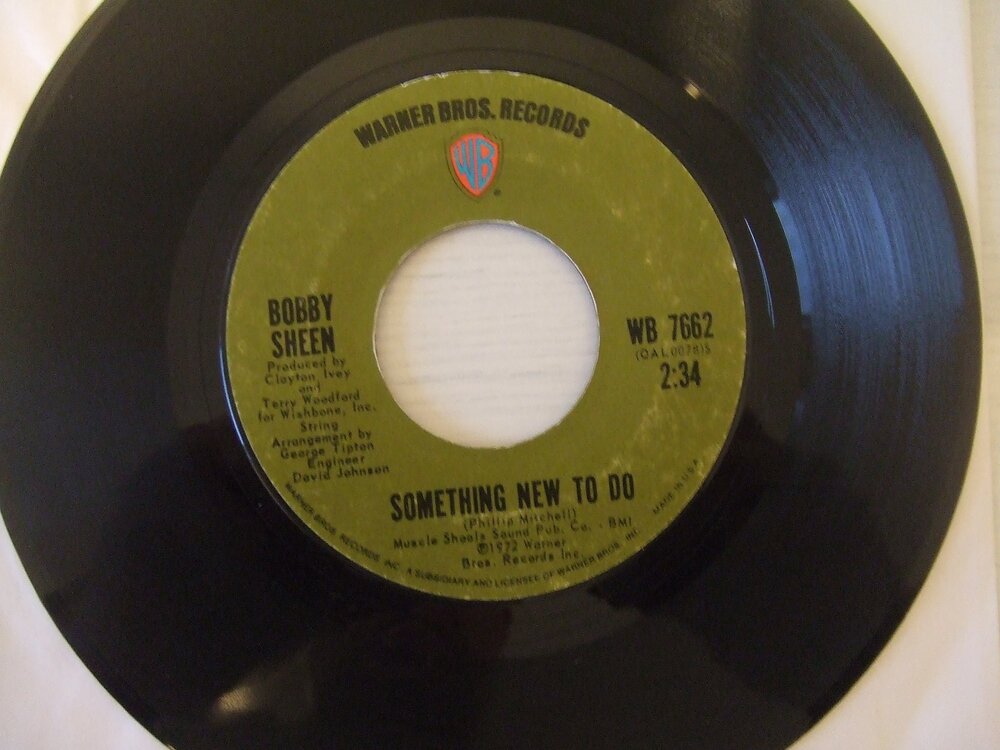 WARNER BROS. RECORDS
WB
BOBBY
SHEEN
Produced by
Clayton Ivey
and
Terry Woodford
for Wishbone, Inc.
String
Arrangement by
George Tipton
Engineer
David Johnson
WB 7662
(OAL0078)S
2:34
SOMETHING NEW TO DO
(Phillip Mitchell)
Muscle Shoals Sound Pub. Co. - BMI
℗1972 Warner
Bros. Records Inc.
WARNER BROS. RECORDS INC. A SUBSIDIARY AND LICENSEE OF WARNER BROS. INC.
MADE IN U.S.A.